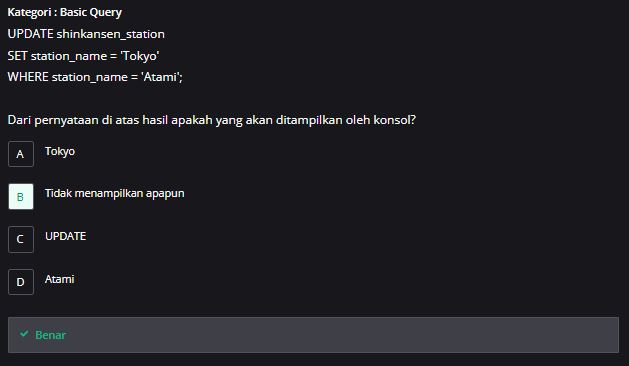 Kategori : Basic Query
UPDATE shinkansen_station
SET station_name = 'Tokyo'
WHERE station_name = 'Atami';
Dari pernyataan di atas hasil apakah yang akan ditampilkan oleh konsol?
A Tokyo
B Tidak menampilkan apapun
C UPDATE
D Atami
Benar